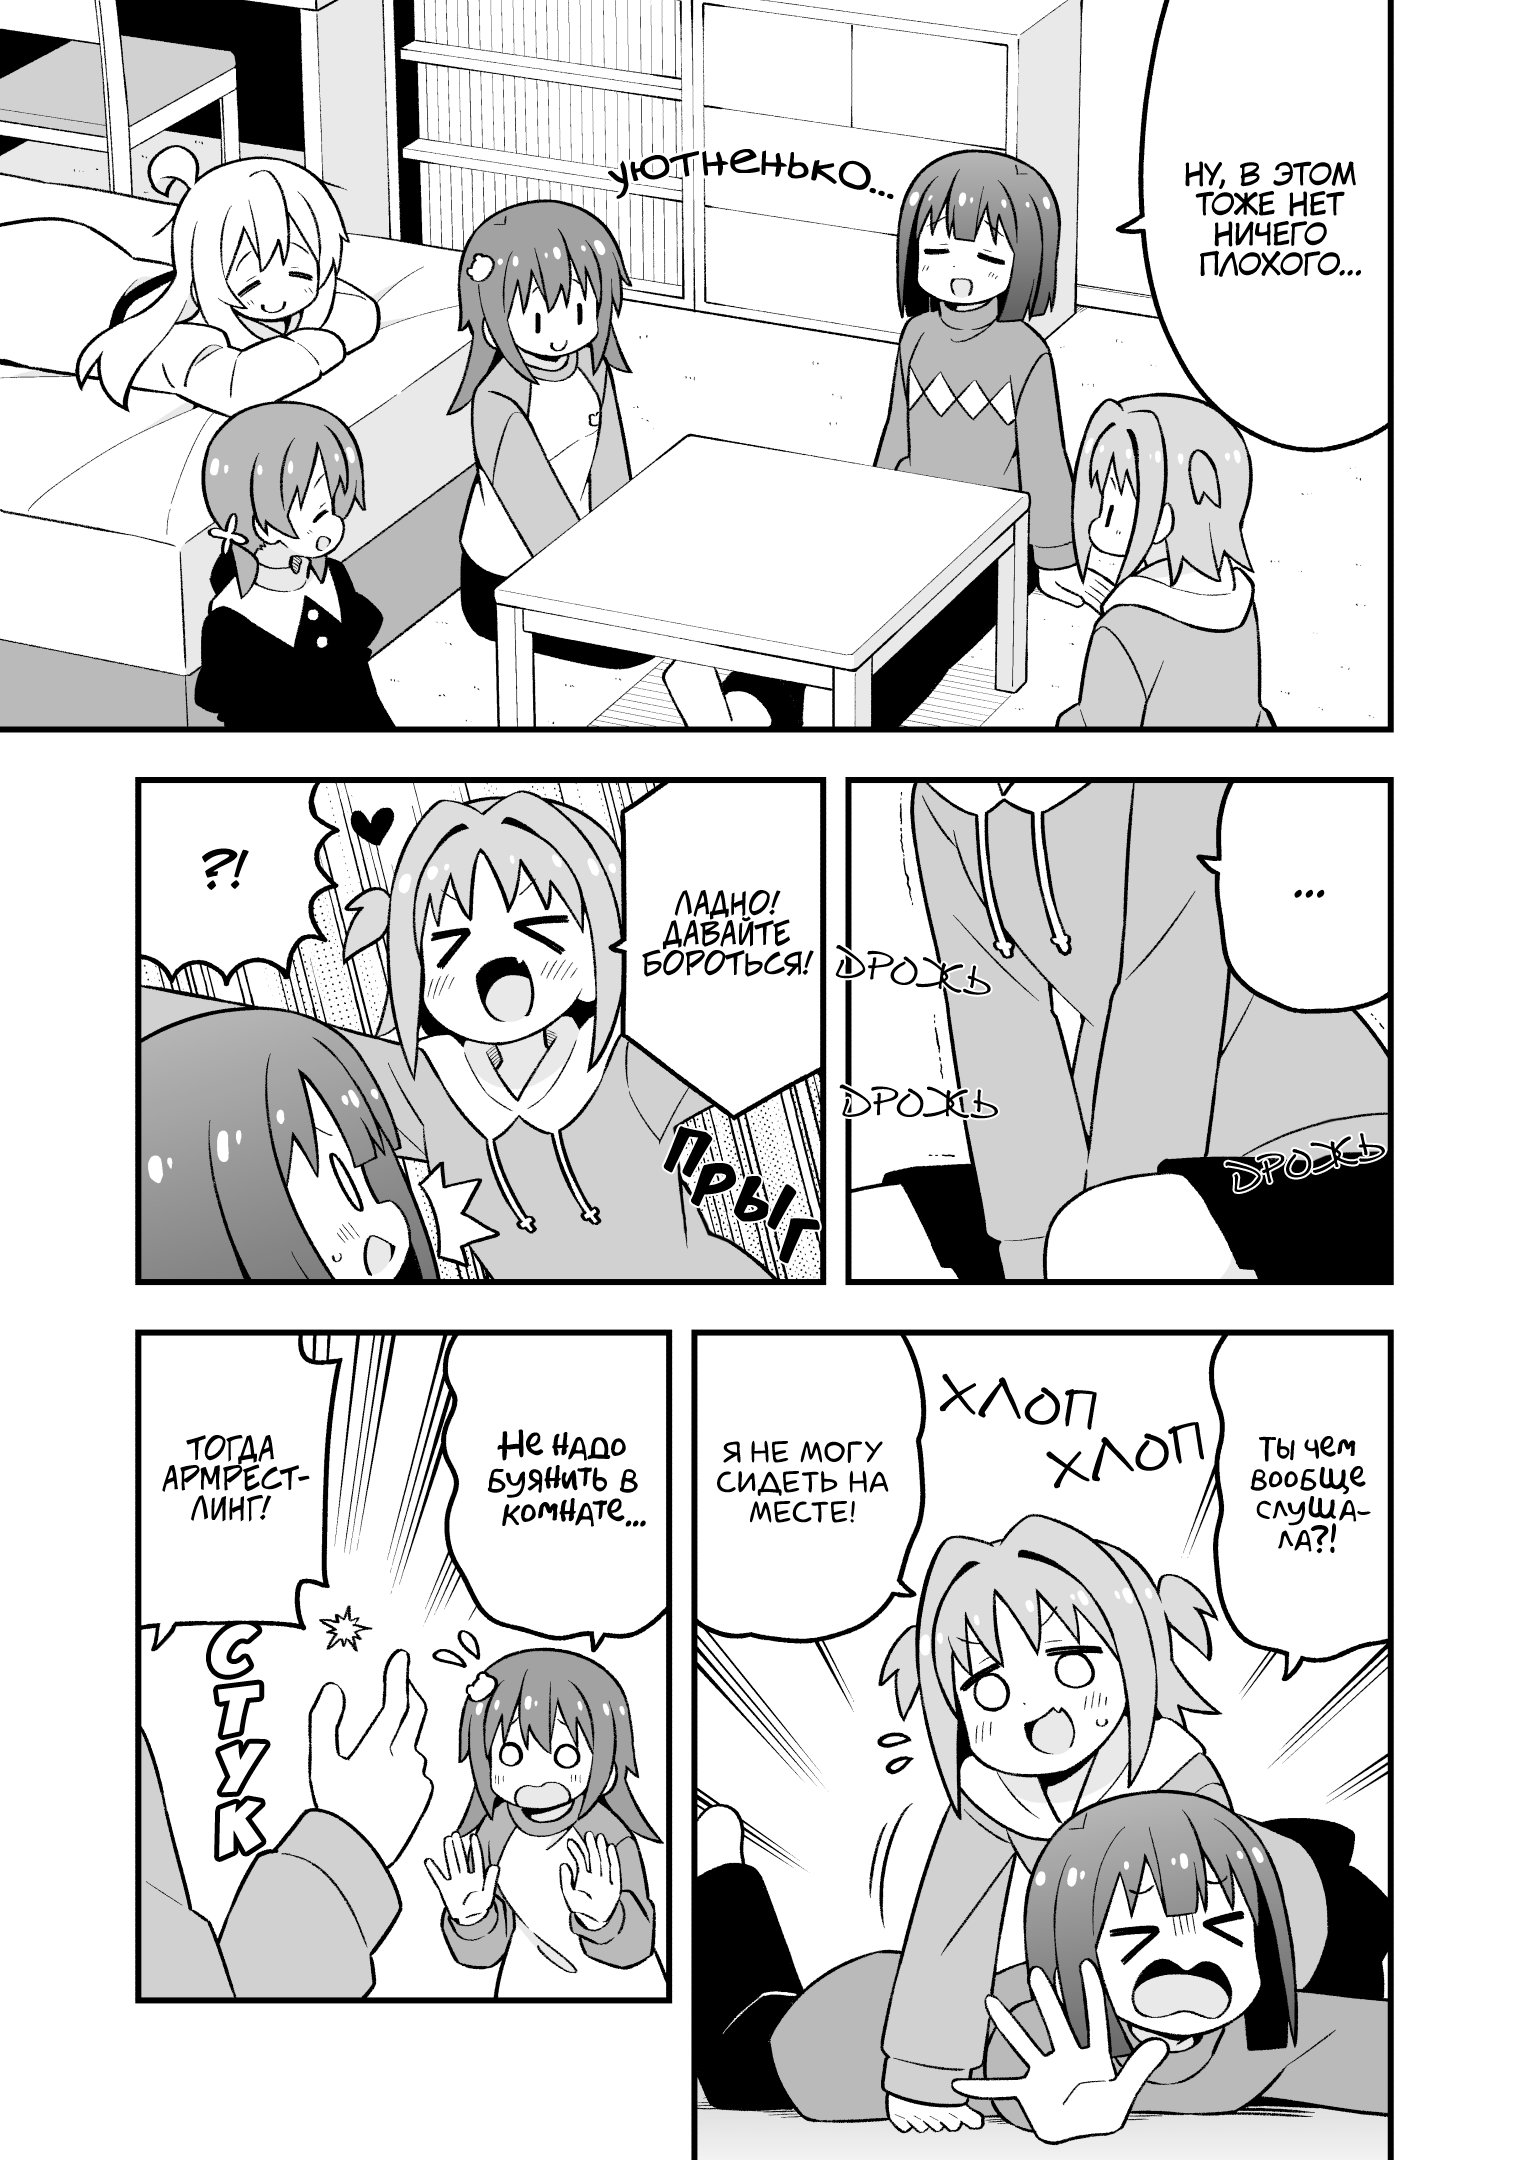 НУ, В ЭТОМ
ТОЖЕ НЕТ
НИЧЕГО
ПЛОХОГО...
УЮТНЕНЬКО...
...
ДРОЖЬ
ДРОЖЬ
ДРОЖЬ
ЛАДНО!
ДАВАЙТЕ
БОРОТЬСЯ!
?!
ПРЫГ
ТЫ ЧЕМ
ВООБЩЕ
СЛУША-
ЛА?!
ХЛОП
ХЛОП
Я НЕ МОГУ
СИДЕТЬ НА
МЕСТЕ!
НЕ НАДО
БУЯНИТЬ В
КОМНАТЕ...
ТОГДА
АРМРЕСТ-
ЛИНГ!
СТУК